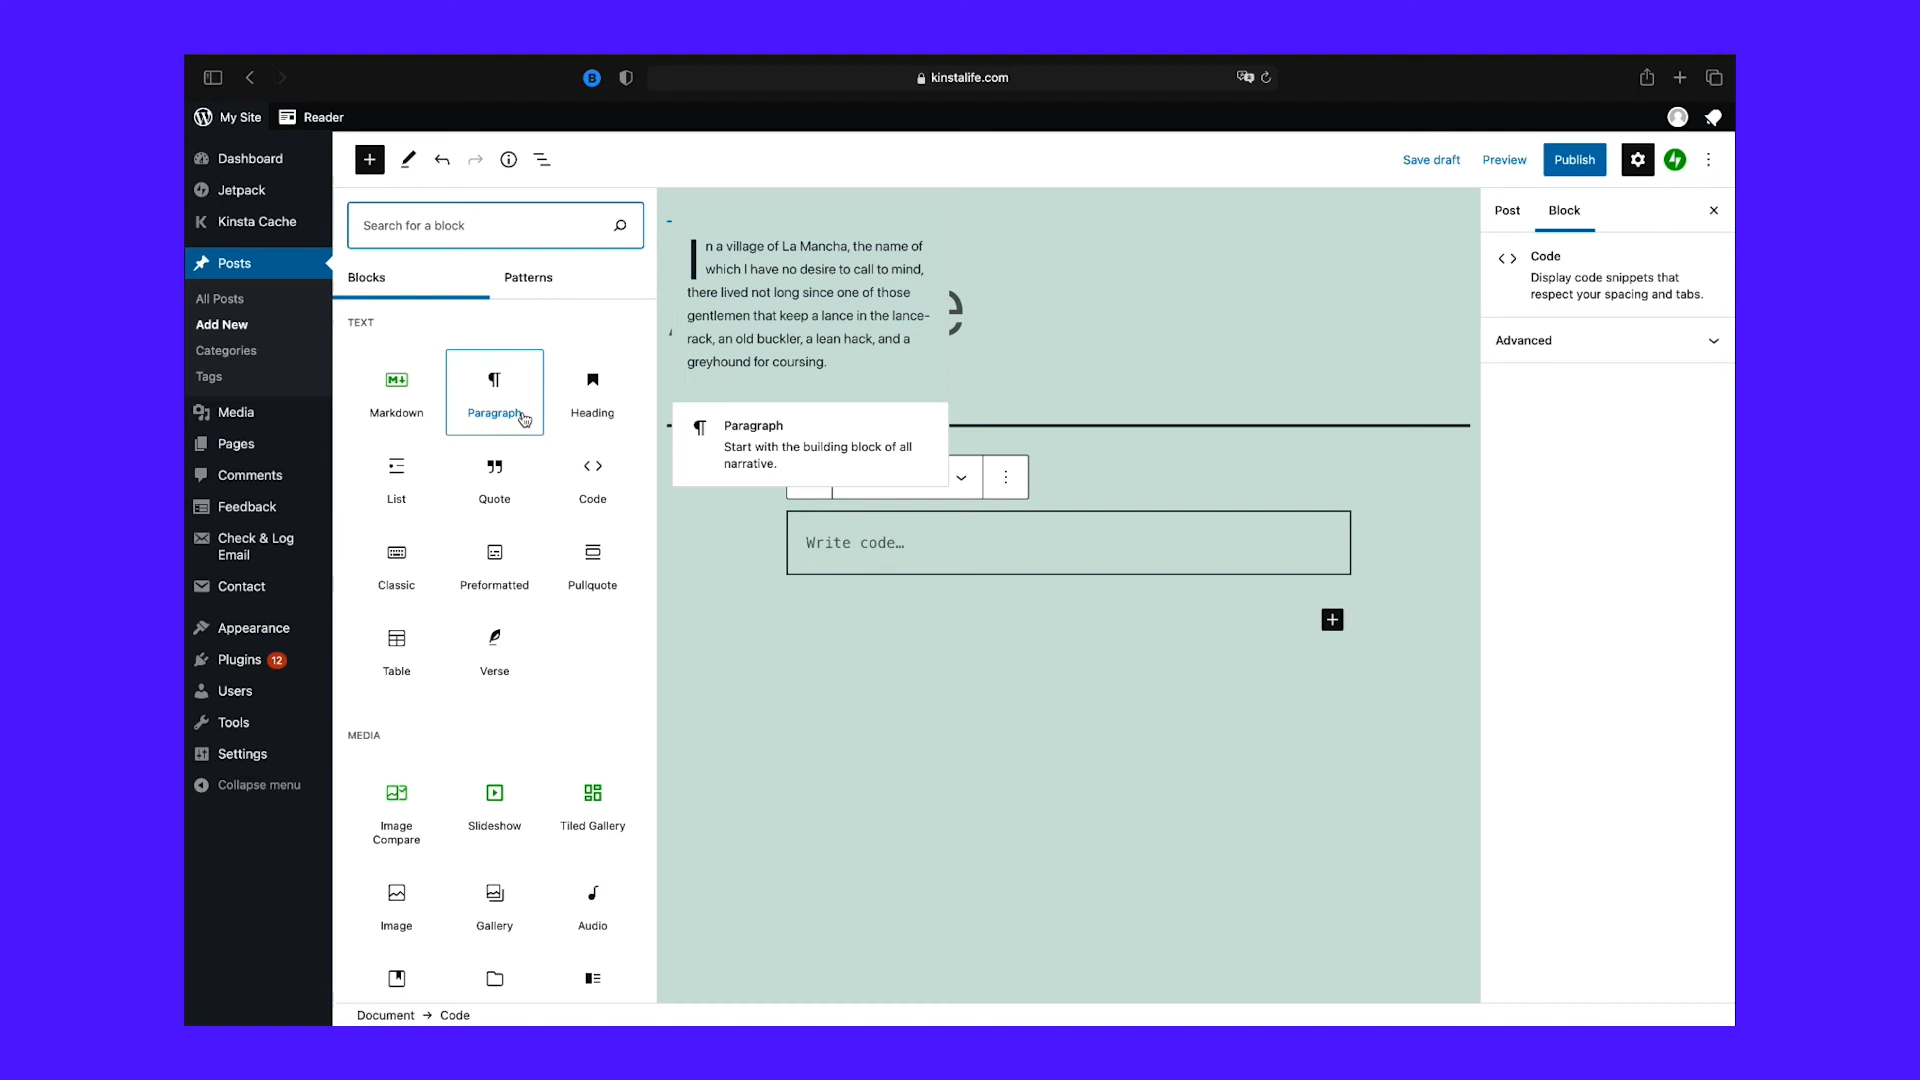 kinstalife.com
My Site
Reader
Dashboard
Jetpack
Kinsta Cache
Posts
All Posts
Add New
Categories
Tags
Media
Pages
Comments
Feedback
Check & Log
Email
Contact
Appearance
Plugins 12
Users
Tools
Settings
Collapse menu
Save draft
Preview
Publish
Search for a block
Blocks
Patterns
TEXT
Markdown
Paragraph
Heading
List
Quote
Code
Classic
Preformatted
Pullquote
Table
Verse
MEDIA
Image
Compare
Slideshow
Tiled Gallery
Image
Gallery
Audio
In a village of La Mancha, the name of
which I have no desire to call to mind,
there lived not long since one of those
gentlemen that keep a lance in the lance-
rack, an old buckler, a lean hack, and a
greyhound for coursing.
e
Paragraph
Start with the building block of all
narrative.
Write code…
Post
Block
Code
Display code snippets that
respect your spacing and tabs.
Advanced
Document → Code